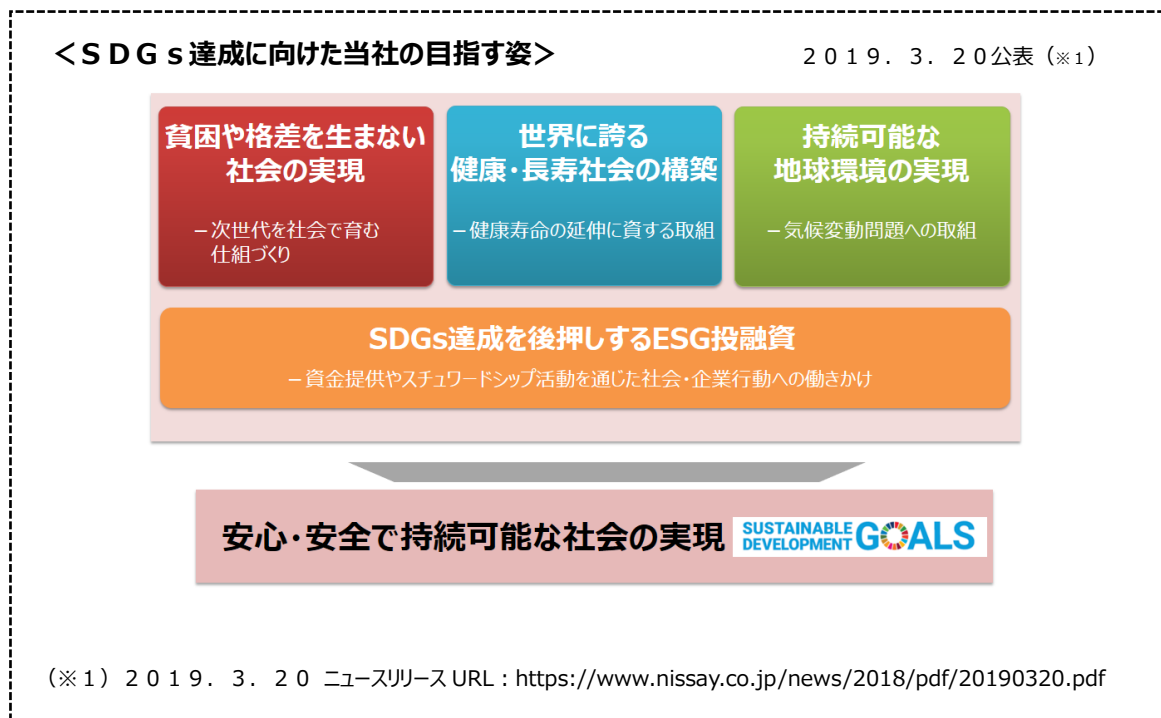 ＜ＳＤＧｓ達成に向けた当社の目指す姿＞
２０１９．３．２０公表（※１）
貧困や格差を生まない
社会の実現
－次世代を社会で育む
仕組づくり
世界に誇る
健康・長寿社会の構築
－健康寿命の延伸に資する取組
持続可能な
地球環境の実現
－気候変動問題への取組
SDGs達成を後押しするESG投融資
－資金提供やスチュワードシップ活動を通じた社会・企業行動への働きかけ
安心・安全で持続可能な社会の実現
SUSTAINABLE
DEVELOPMENT GOALS
（※１）２０１９．３．２０ ニュースリリース URL：https://www.nissay.co.jp/news/2018/pdf/20190320.pdf